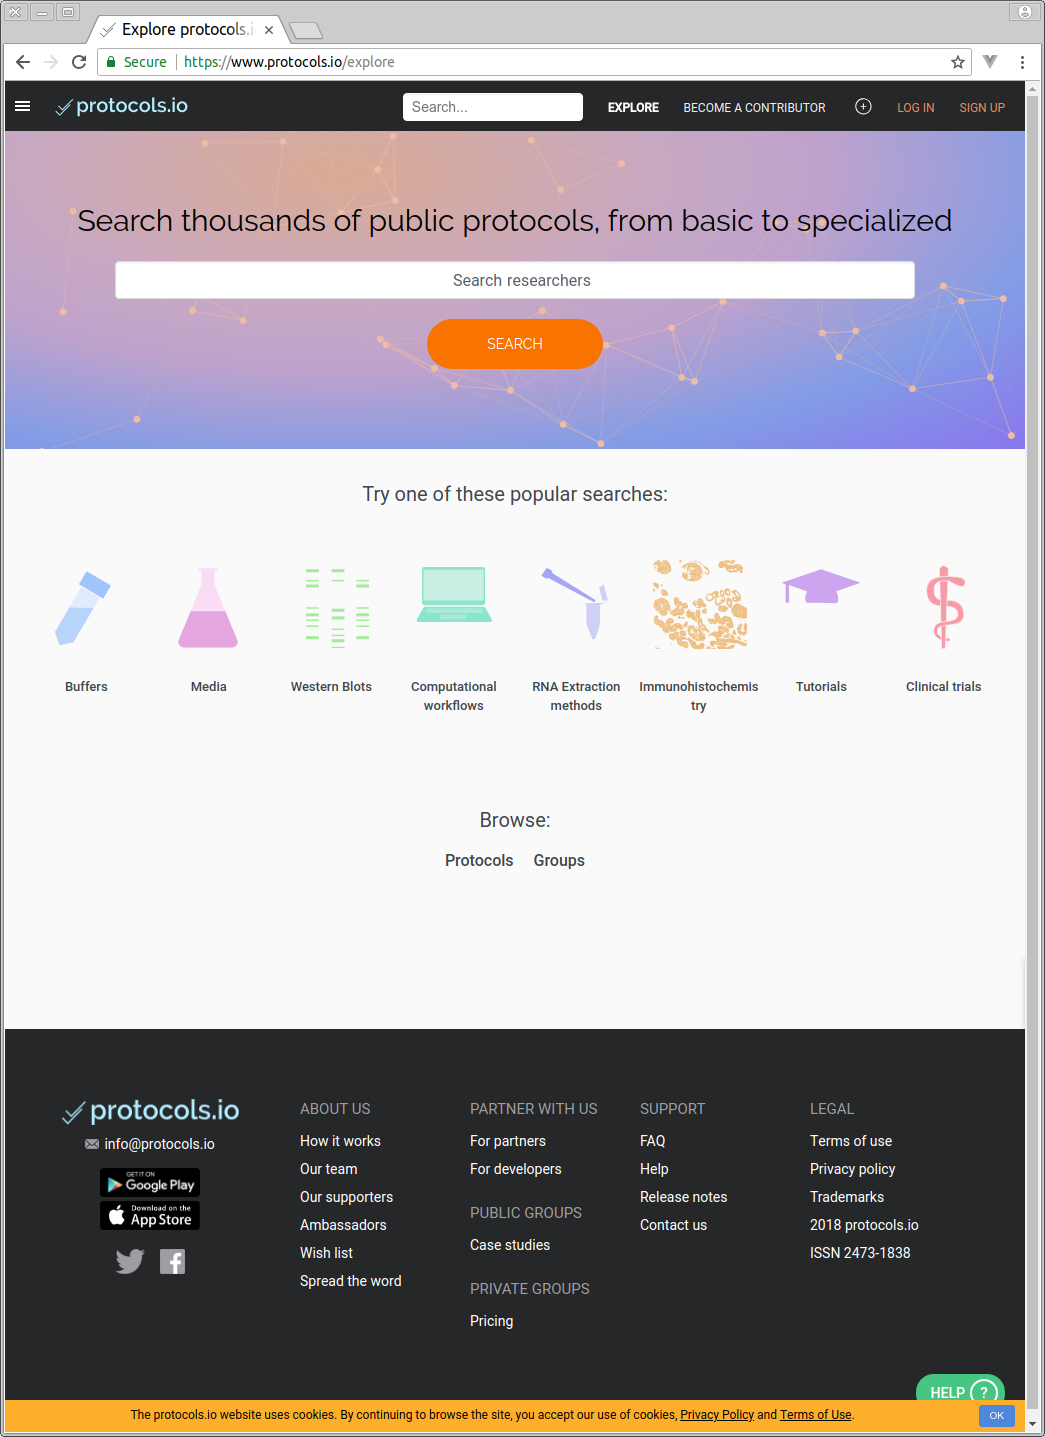 Explore protocols.i
Secure
https://www.protocols.io/explore
protocols.io
Search...
EXPLORE
BECOME A CONTRIBUTOR
LOG IN
SIGN UP
Search thousands of public protocols, from basic to specialized
Search researchers
SEARCH
Try one of these popular searches:
Buffers
Media
Western Blots
Computational
workflows
RNA Extraction
methods
Immunohistochemis
try
Tutorials
Clinical trials
Browse:
Protocols
Groups
protocols.io
info@protocols.io
GET IT ON
Google Play
Download on the
App Store
ABOUT US
How it works
Our team
Our supporters
Ambassadors
Wish list
Spread the word
PARTNER WITH US
For partners
For developers
PUBLIC GROUPS
Case studies
PRIVATE GROUPS
Pricing
SUPPORT
FAQ
Help
Release notes
Contact us
LEGAL
Terms of use
Privacy policy
Trademarks
2018 protocols.io
ISSN 2473-1838
HELP ?
The protocols.io website uses cookies. By continuing to browse the site, you accept our use of cookies, Privacy Policy and Terms of Use.
OK